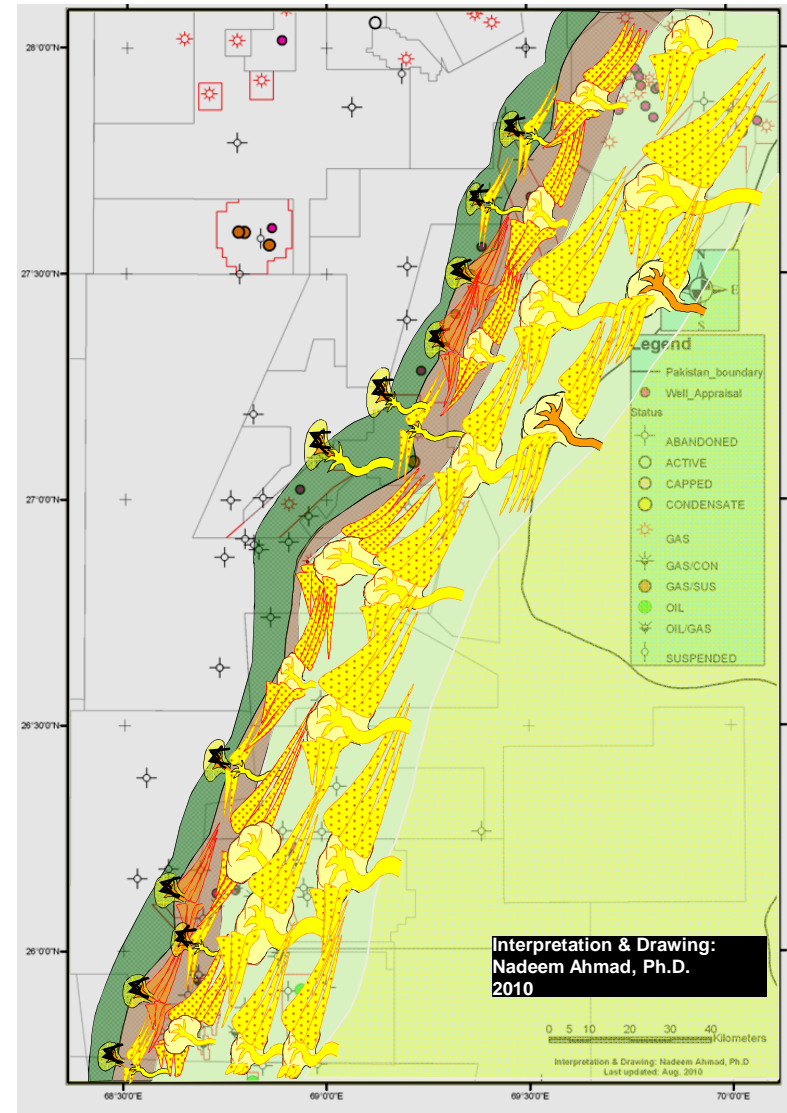 28°0'0"N
27°30'0"N
27°0'0"N
26°30'0"N
26°0'0"N
N
E
S
Legend
Pakistan_boundary
Well_Appraisal
Status
ABANDONED
ACTIVE
CAPPED
CONDENSATE
GAS
GAS/CON
GAS/SUS
OIL
OIL/GAS
SUSPENDED
Interpretation & Drawing:
Nadeem Ahmad, Ph.D.
2010
0 5 10 20 30 40
Kilometers
Interpretation & Drawing: Nadeem Ahmad, Ph.D
Last updated: Aug. 2010
68°30'0"E 69°0'0"E 69°30'0"E 70°0'0"E